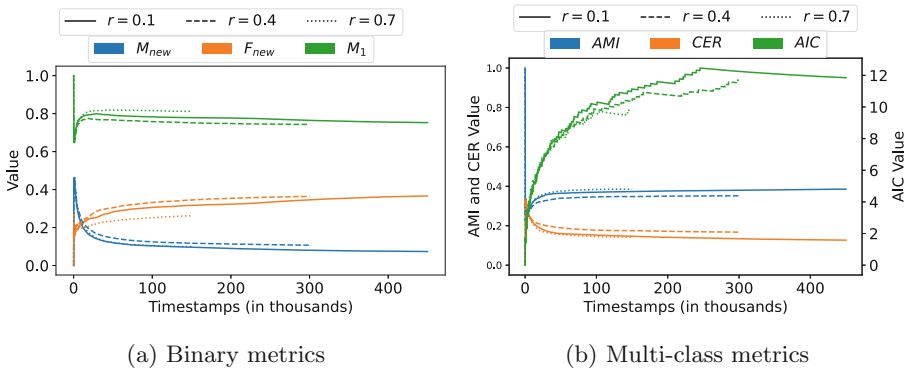 r = 0.1 r = 0.4 r = 0.7
M_new F_new M_1
1.0
0.8
0.6
0.4
0.2
0.0
Value
0 100 200 300 400
Timestamps (in thousands)
(a) Binary metrics
r = 0.1 r = 0.4 r = 0.7
AMI CER AIC
1.0
0.8
0.6
0.4
0.2
0.0
AMI and CER Value
12
10
8
6
4
2
0
AIC Value
0 100 200 300 400
Timestamps (in thousands)
(b) Multi-class metrics